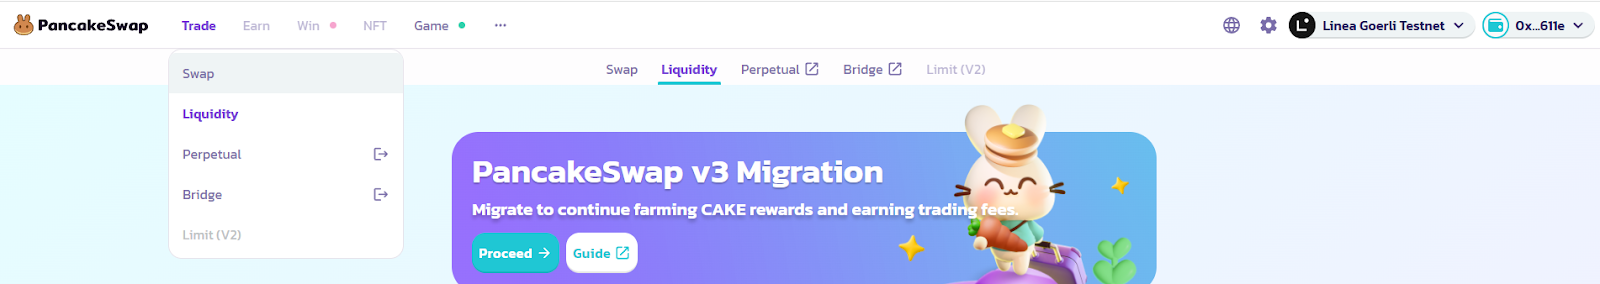 PancakeSwap Trade Earn Win NFT Game ··· Linea Goerli Testnet 0x...611e
Swap
Liquidity
Perpetual
Bridge
Limit (V2)
Swap Liquidity Perpetual Bridge Limit (V2)
PancakeSwap v3 Migration
Migrate to continue farming CAKE rewards and earning trading fees.
Proceed → Guide